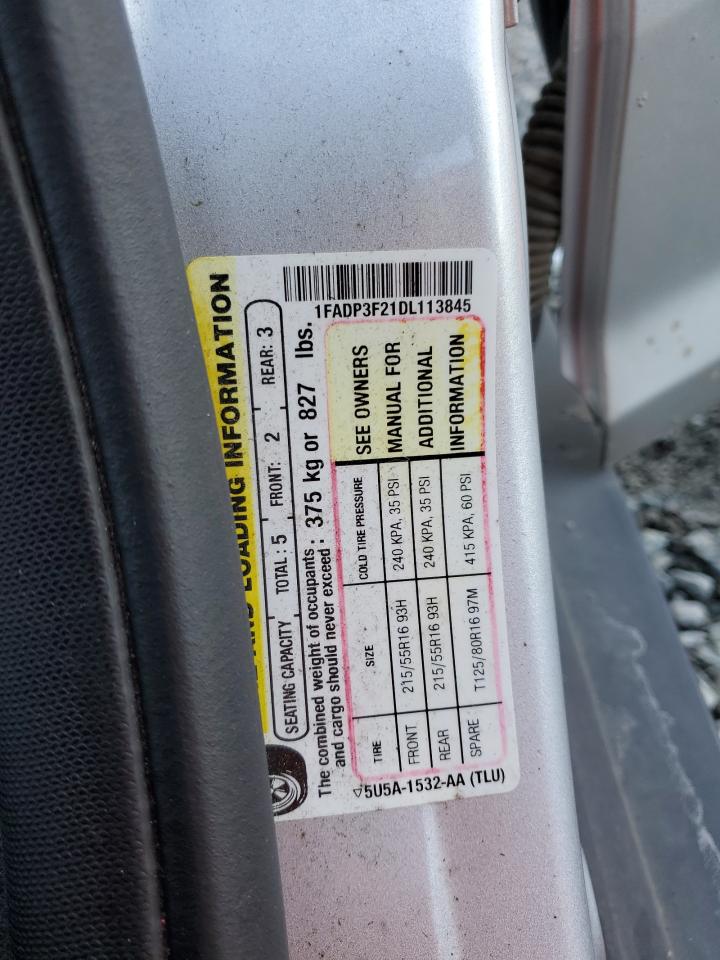 AND LOADING INFORMATION
SEATING CAPACITY TOTAL : 5 FRONT: 2 REAR: 3
The combined weight of occupants : 375 kg or 827 lbs.
and cargo should never exceed :
TIRE SIZE COLD TIRE PRESSURE
FRONT 215/55R16 93H 240 KPA, 35 PSI
REAR 215/55R16 93H 240 KPA, 35 PSI
SPARE T125/80R16 97M 415 KPA, 60 PSI
SEE OWNERS
MANUAL FOR
ADDITIONAL
INFORMATION
1FADP3F21DL113845
5U5A-1532-AA (TLU)